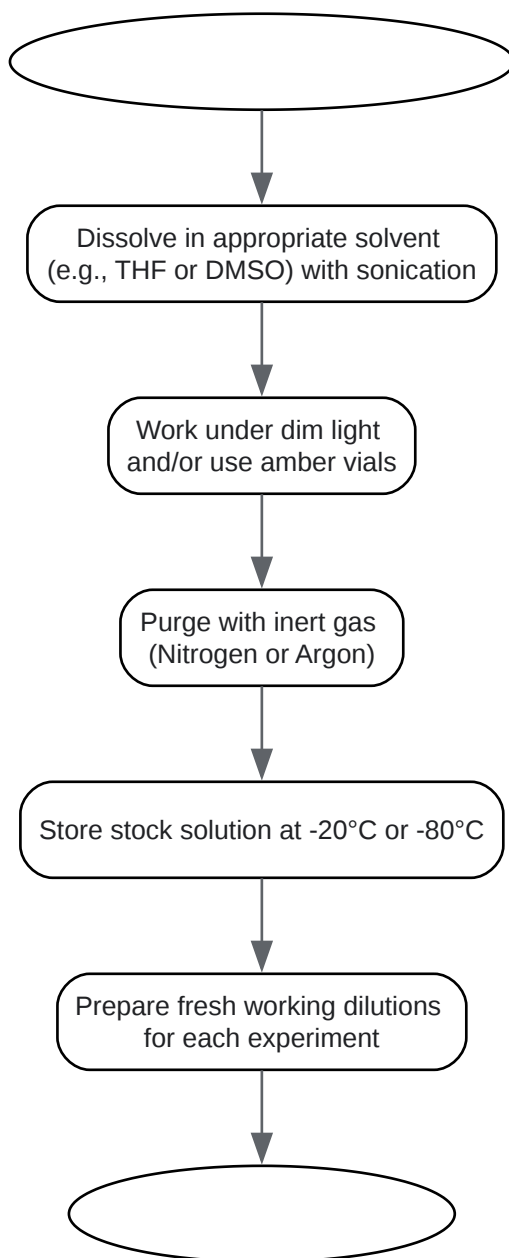 Dissolve in appropriate solvent
(e.g., THF or DMSO) with sonication
Work under dim light
and/or use amber vials
Purge with inert gas
(Nitrogen or Argon)
Store stock solution at -20°C or -80°C
Prepare fresh working dilutions
for each experiment